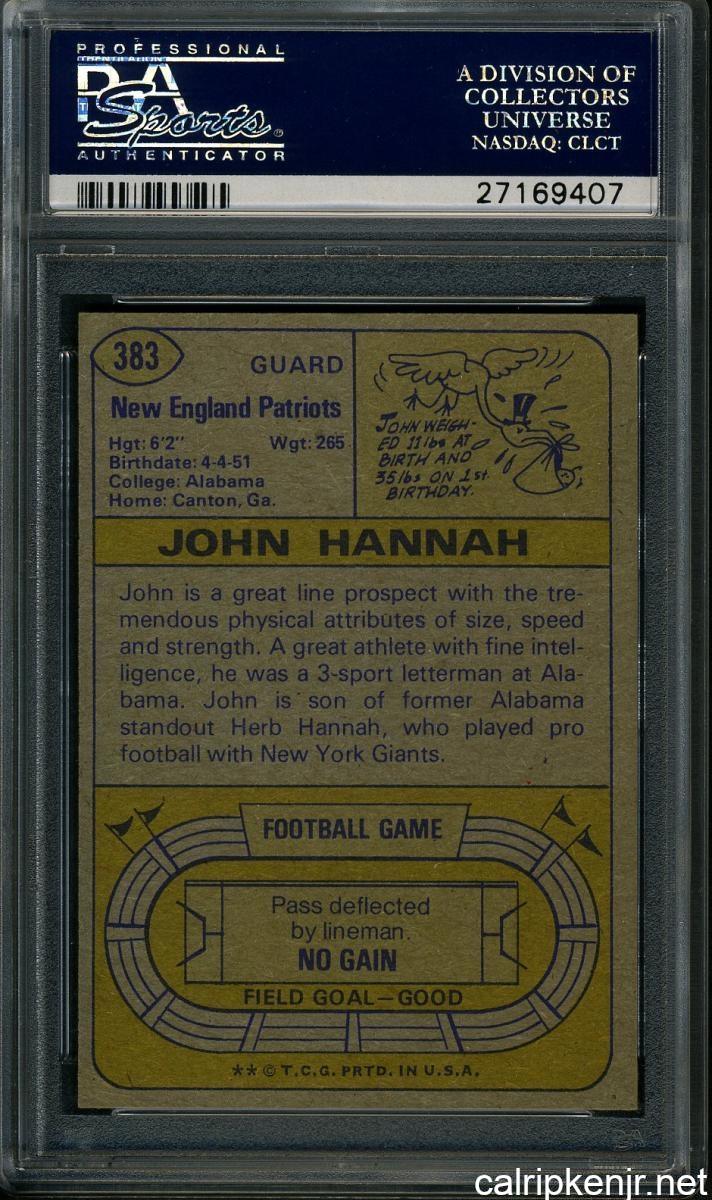 PROFESSIONAL
PSA
Sports
AUTHENTICATOR
A DIVISION OF
COLLECTORS
UNIVERSE
NASDAQ: CLCT
27169407
383
GUARD
New England Patriots
Hgt: 6'2" Wgt: 265
Birthdate: 4-4-51
College: Alabama
Home: Canton, Ga.
JOHN WEIGH-
ED 11 lbs AT
BIRTH AND
35 lbs ON 1st
BIRTHDAY.
JOHN HANNAH
John is a great line prospect with the tre-
mendous physical attributes of size, speed
and strength. A great athlete with fine intel-
ligence, he was a 3-sport letterman at Ala-
bama. John is son of former Alabama
standout Herb Hannah, who played pro
football with New York Giants.
FOOTBALL GAME
Pass deflected
by lineman.
NO GAIN
FIELD GOAL—GOOD
** © T.C.G. PRTD. IN U.S.A.
calripkenjr.net